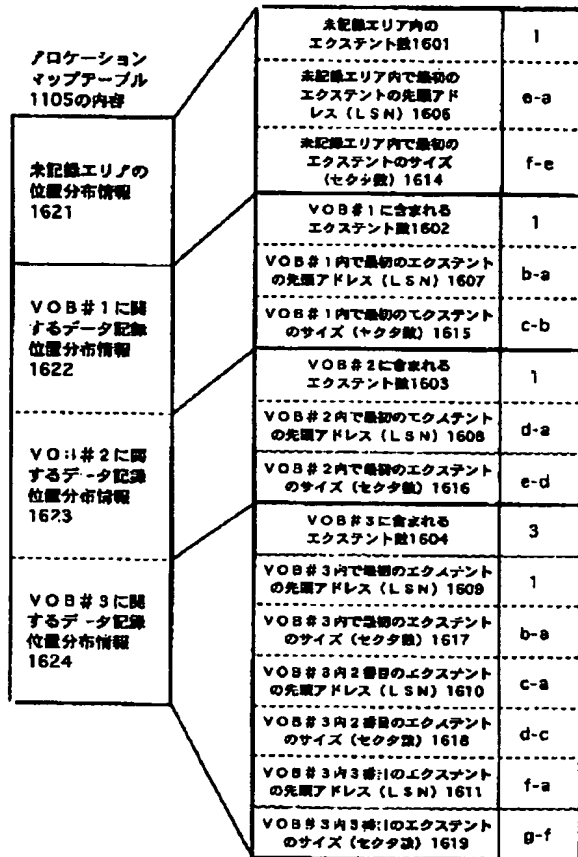 アロケーション
マップテーブル
1105の内容
未記録エリアの
位置分布情報
1621
VOB#1に関
するデータ記録
位置分布情報
1622
VOB#2に関
するデータ記録
位置分布情報
1623
VOB#3に関
するデータ記録
位置分布情報
1624
未記録エリア内の
エクステント数1601
1
未記録エリア内で最初の
エクステントの先頭アド
レス(LSN)1606
e-a
未記録エリア内で最初の
エクステントのサイズ
(セクタ数)1614
f-e
VOB#1に含まれる
エクステント数1602
1
VOB#1内で最初のエクステント
の先頭アドレス(LSN)1607
b-a
VOB#1内で最初のエクステント
のサイズ(セクタ数)1615
c-b
VOB#2に含まれる
エクステント数1603
1
VOB#2内で最初のエクステント
の先頭アドレス(LSN)1608
d-a
VOB#2内で最初のエクステント
のサイズ(セクタ数)1616
e-d
VOB#3に含まれる
エクステント数1604
3
VOB#3内で最初のエクステント
の先頭アドレス(LSN)1609
1
VOB#3内で最初のエクステント
のサイズ(セクタ数)1617
b-a
VOB#3内2番目のエクステント
の先頭アドレス(LSN)1610
c-a
VOB#3内2番目のエクステント
のサイズ(セクタ数)1618
d-c
VOB#3内3番目のエクステント
の先頭アドレス(LSN)1611
f-a
VOB#3内3番目のエクステント
のサイズ(セクタ数)1619
g-f